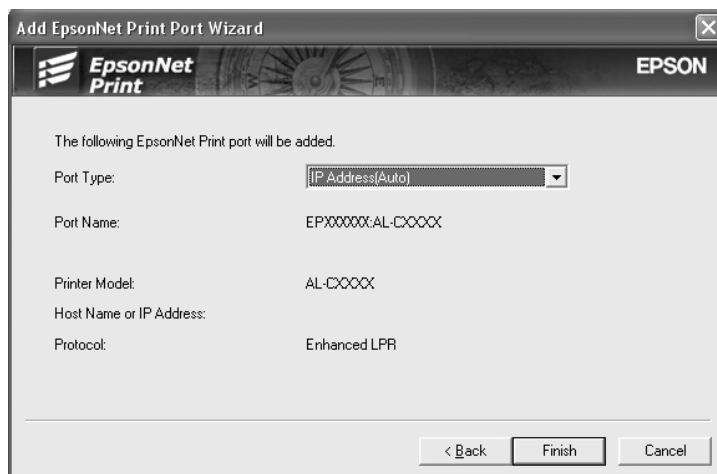 Add EpsonNet Print Port Wizard
EpsonNet
Print
EPSON
The following EpsonNet Print port will be added.
Port Type: IP Address(Auto)
Port Name: EPXXXXXX:AL-CXXXX
Printer Model: AL-CXXXX
Host Name or IP Address:
Protocol: Enhanced LPR
< Back Finish Cancel